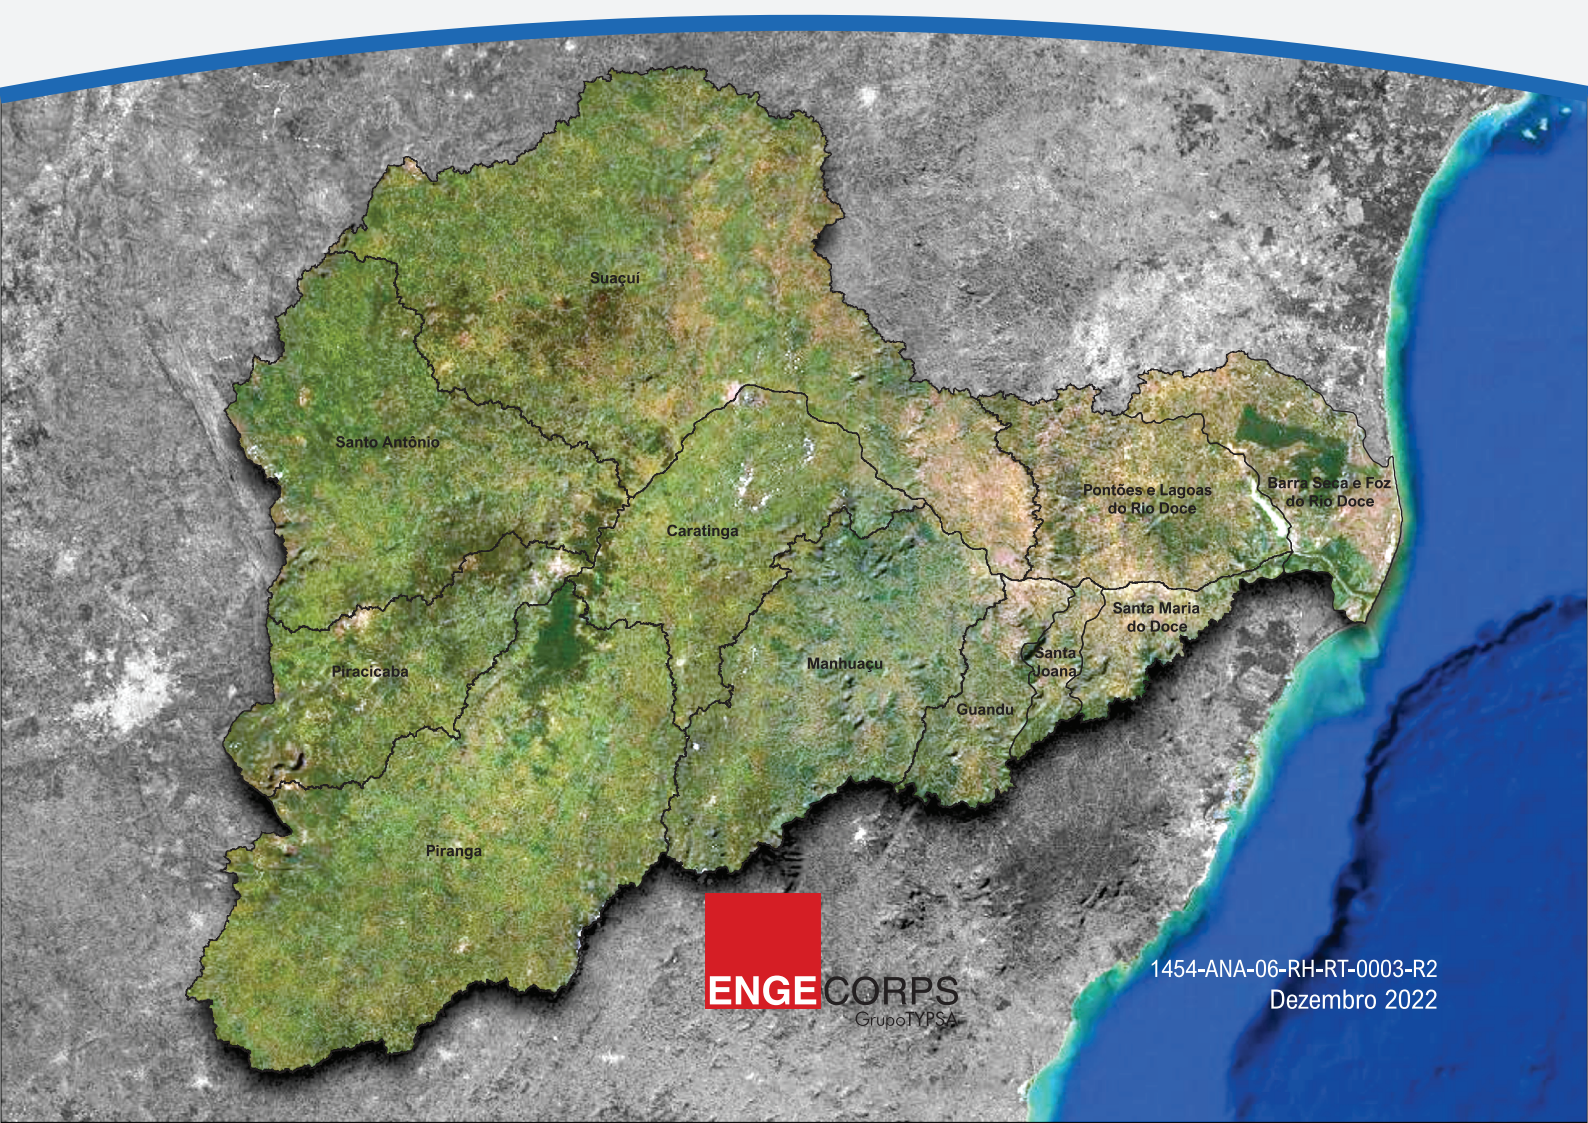 Suaçuí
Santo Antônio
Caratinga
Pontões e Lagoas
do Rio Doce
Barra Seca e Foz
do Rio Doce
Santa Maria
do Doce
Santa
Joana
Manhuaçu
Guandu
Piracicaba
Piranga
ENGECORPS
GrupoTYPSA
1454-ANA-06-RH-RT-0003-R2
Dezembro 2022